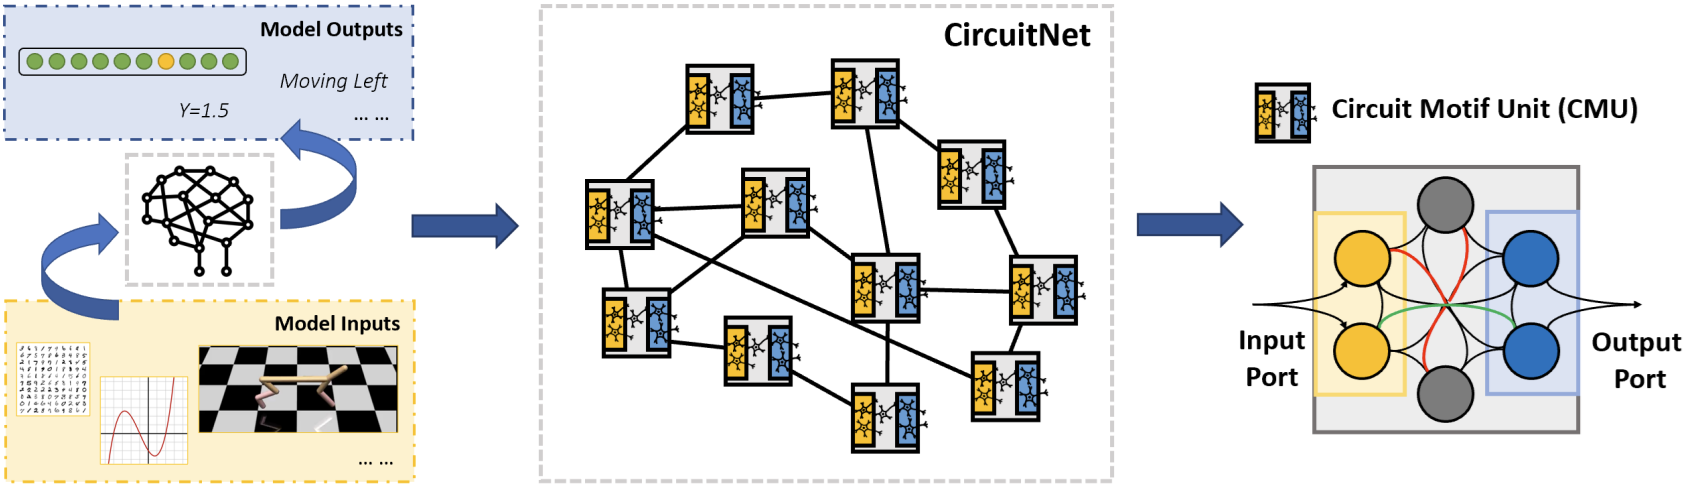 Model Outputs
Moving Left
Y=1.5
... ...
Model Inputs
... ...
CircuitNet
Circuit Motif Unit (CMU)
Input
Port
Output
Port